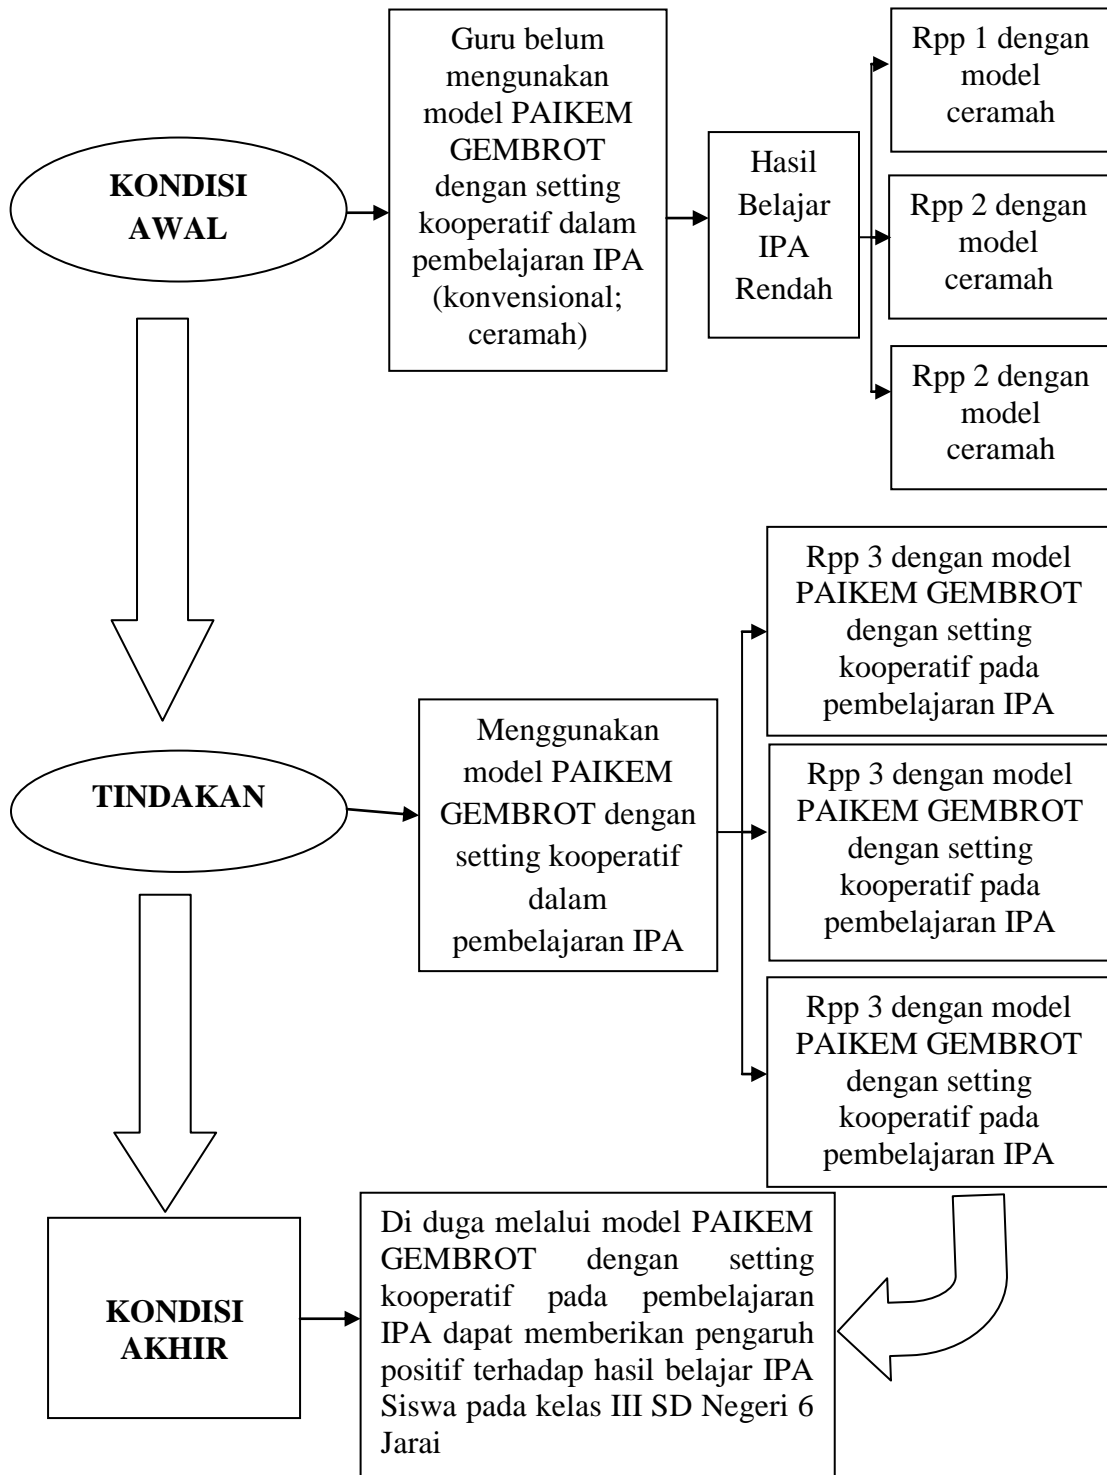 KONDISI
AWAL
Guru belum
mengunakan
model PAIKEM
GEMBROT
dengan setting
kooperatif dalam
pembelajaran IPA
(konvensional;
ceramah)
Hasil
Belajar
IPA
Rendah
Rpp 1 dengan
model
ceramah
Rpp 2 dengan
model
ceramah
Rpp 2 dengan
model
ceramah
TINDAKAN
Menggunakan
model PAIKEM
GEMBROT dengan
setting kooperatif
dalam
pembelajaran IPA
Rpp 3 dengan model
PAIKEM GEMBROT
dengan setting
kooperatif pada
pembelajaran IPA
Rpp 3 dengan model
PAIKEM GEMBROT
dengan setting
kooperatif pada
pembelajaran IPA
Rpp 3 dengan model
PAIKEM GEMBROT
dengan setting
kooperatif pada
pembelajaran IPA
KONDISI
AKHIR
Di duga melalui model PAIKEM
GEMBROT dengan setting
kooperatif pada pembelajaran
IPA dapat memberikan pengaruh
positif terhadap hasil belajar IPA
Siswa pada kelas III SD Negeri 6
Jarai